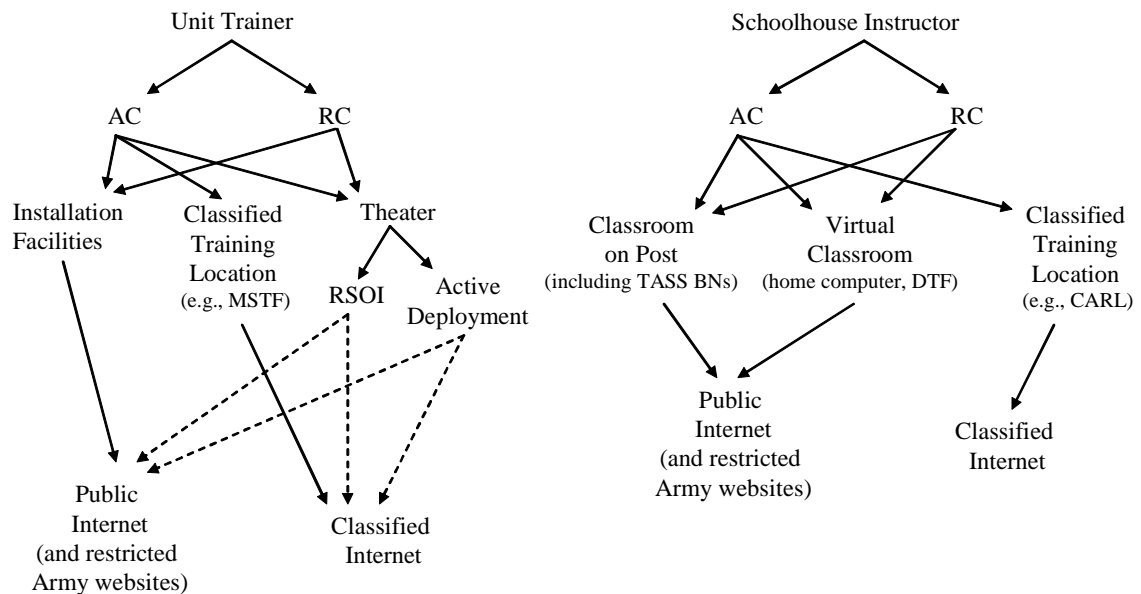 Unit Trainer
AC
RC
Installation
Facilities
Classified
Training
Location
(e.g., MSTF)
Theater
RSOI
Active
Deployment
Public
Internet
(and restricted
Army websites)
Classified
Internet
Schoolhouse Instructor
AC
RC
Classroom
on Post
(including TASS BNs)
Virtual
Classroom
(home computer, DTF)
Classified
Training
Location
(e.g., CARL)
Public
Internet
(and restricted
Army websites)
Classified
Internet